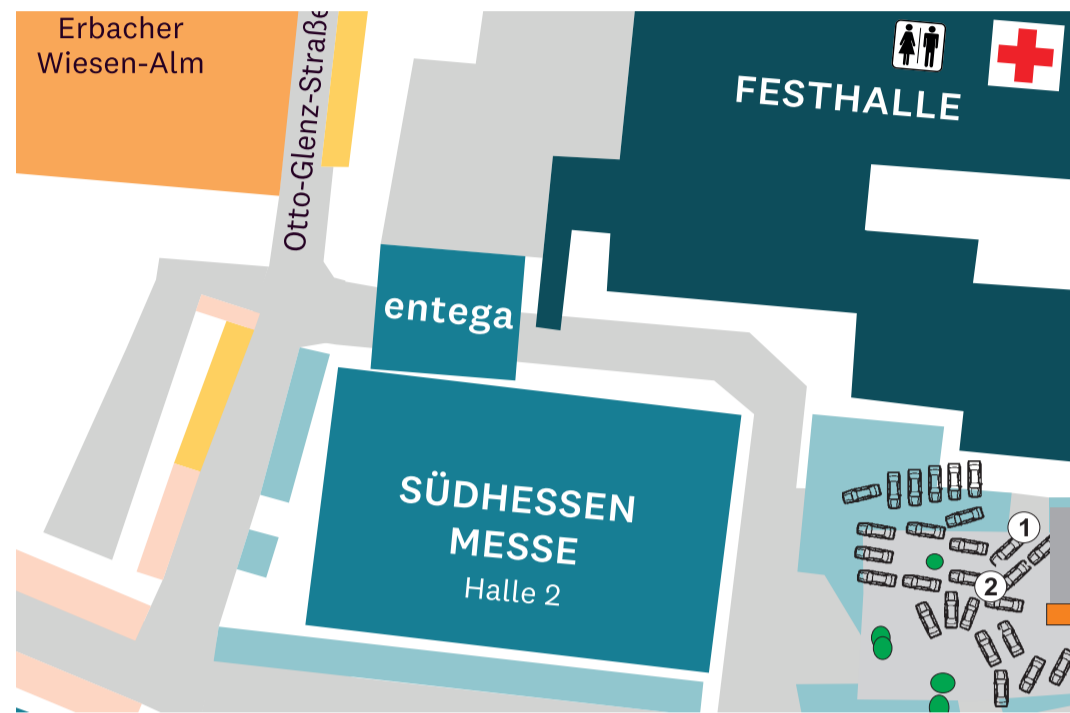 Erbacher
Wiesen-Alm
Otto-Glenz-Straße
FESTHALLE
entega
SÜDHESSEN
MESSE
Halle 2
1
2